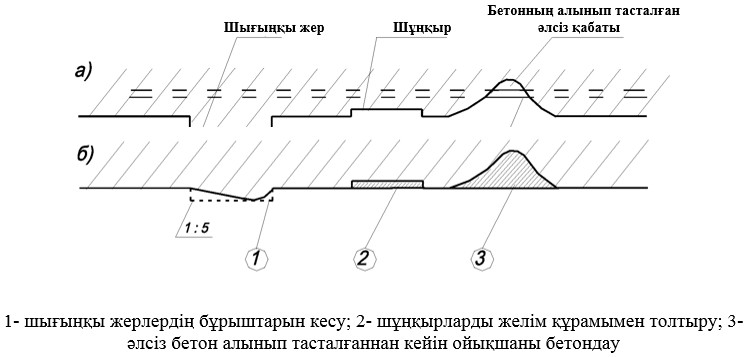 Шығыңқы жер
Шұңқыр
Бетонның алынып тасталған
әлсіз қабаты
а)
б)
1:5
1
2
3
1- шығыңқы жерлердің бұрыштарын кесу; 2- шұңқырларды желім құрамымен толтыру; 3-
әлсіз бетон алынып тасталғаннан кейін ойықшаны бетондау